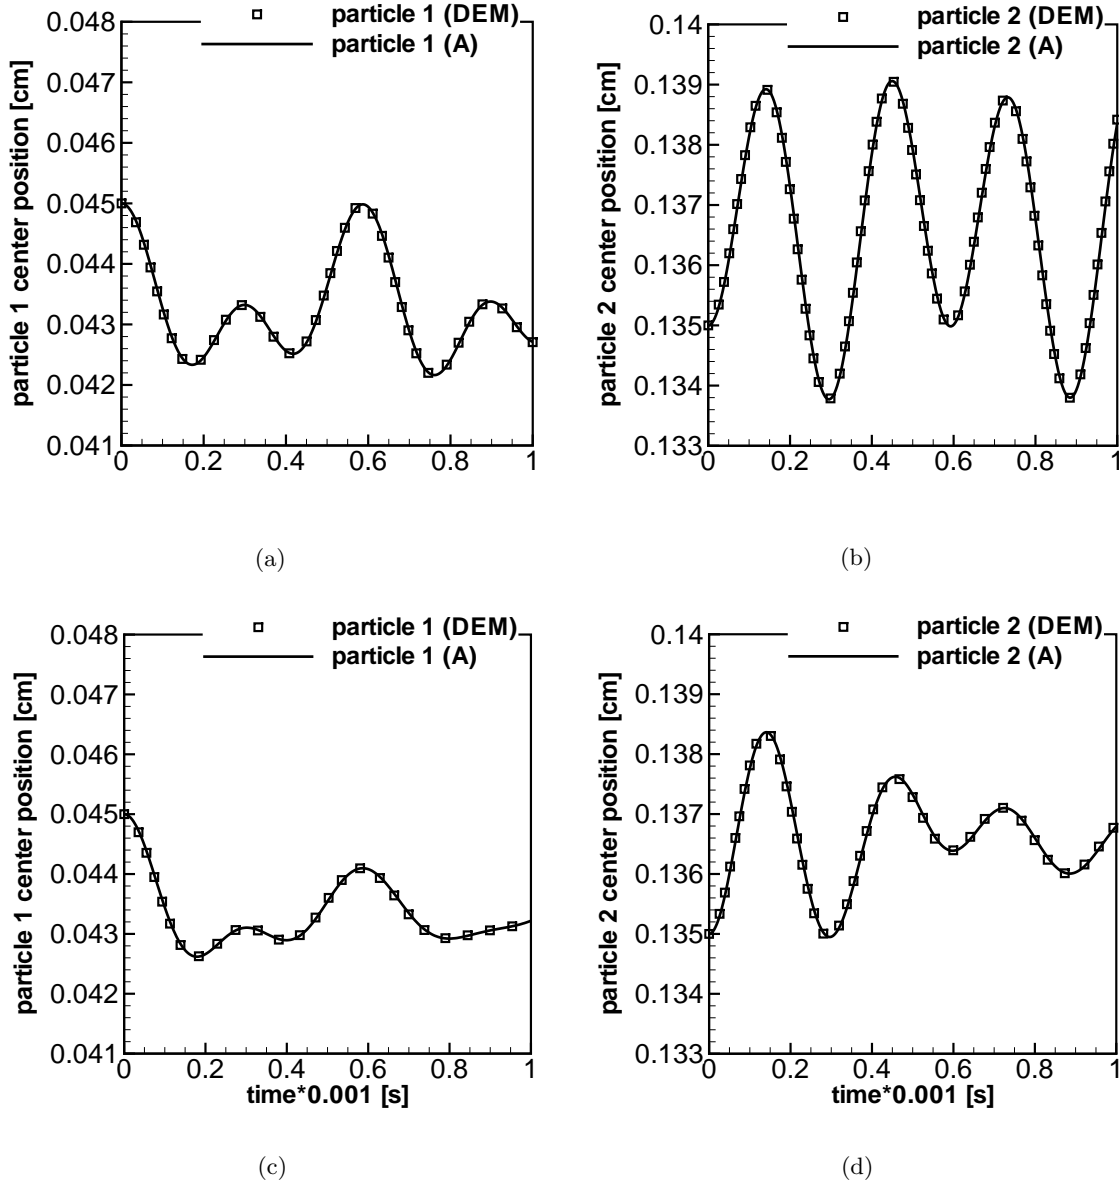 particle 1 (DEM)
particle 1 (A)
0.048
0.047
0.046
0.045
0.044
0.043
0.042
0.041
particle 1 center position [cm]
0 0.2 0.4 0.6 0.8 1
(a)
particle 2 (DEM)
particle 2 (A)
0.14
0.139
0.138
0.137
0.136
0.135
0.134
0.133
particle 2 center position [cm]
0 0.2 0.4 0.6 0.8 1
(b)
particle 1 (DEM)
particle 1 (A)
0.048
0.047
0.046
0.045
0.044
0.043
0.042
0.041
particle 1 center position [cm]
0 0.2 0.4 0.6 0.8 1
time*0.001 [s]
(c)
particle 2 (DEM)
particle 2 (A)
0.14
0.139
0.138
0.137
0.136
0.135
0.134
0.133
particle 2 center position [cm]
0 0.2 0.4 0.6 0.8 1
time*0.001 [s]
(d)